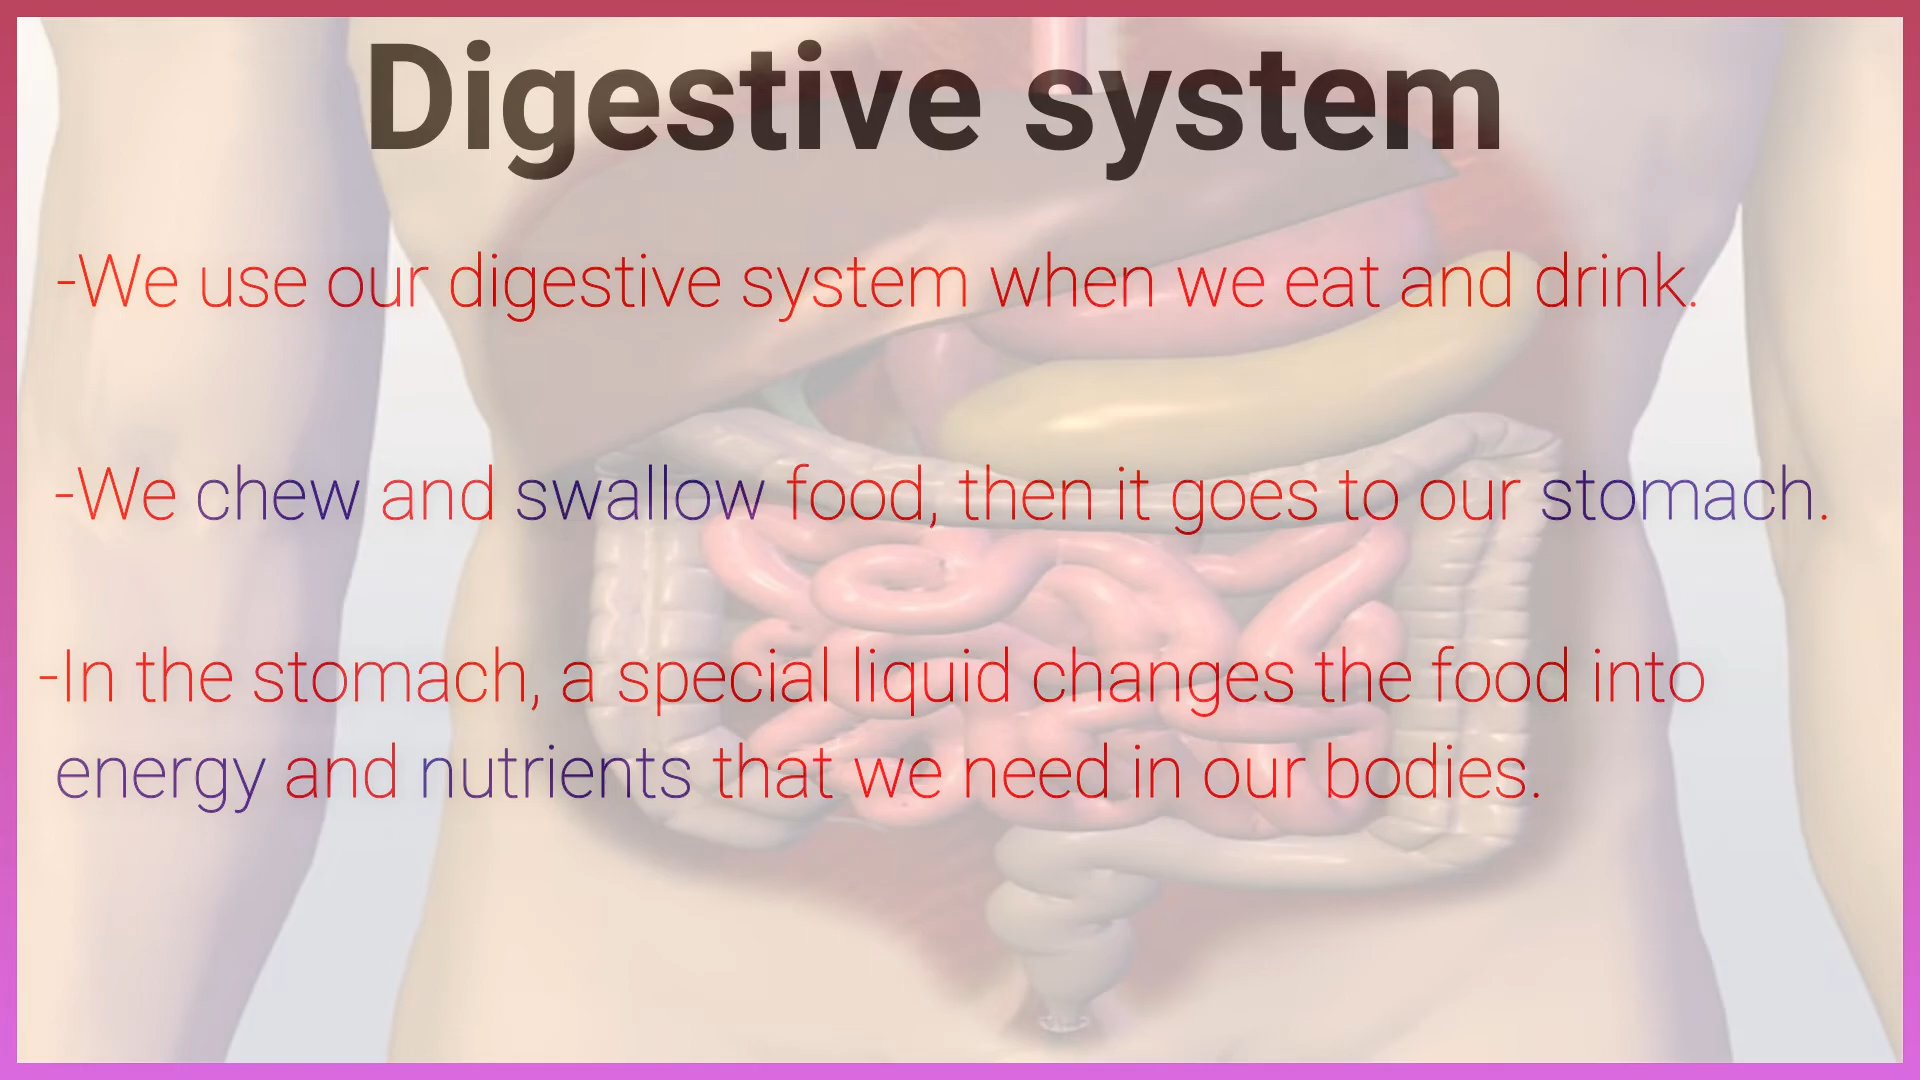 Digestive system
-We use our digestive system when we eat and drink.
-We chew and swallow food, then it goes to our stomach.
-In the stomach, a special liquid changes the food into
energy and nutrients that we need in our bodies.